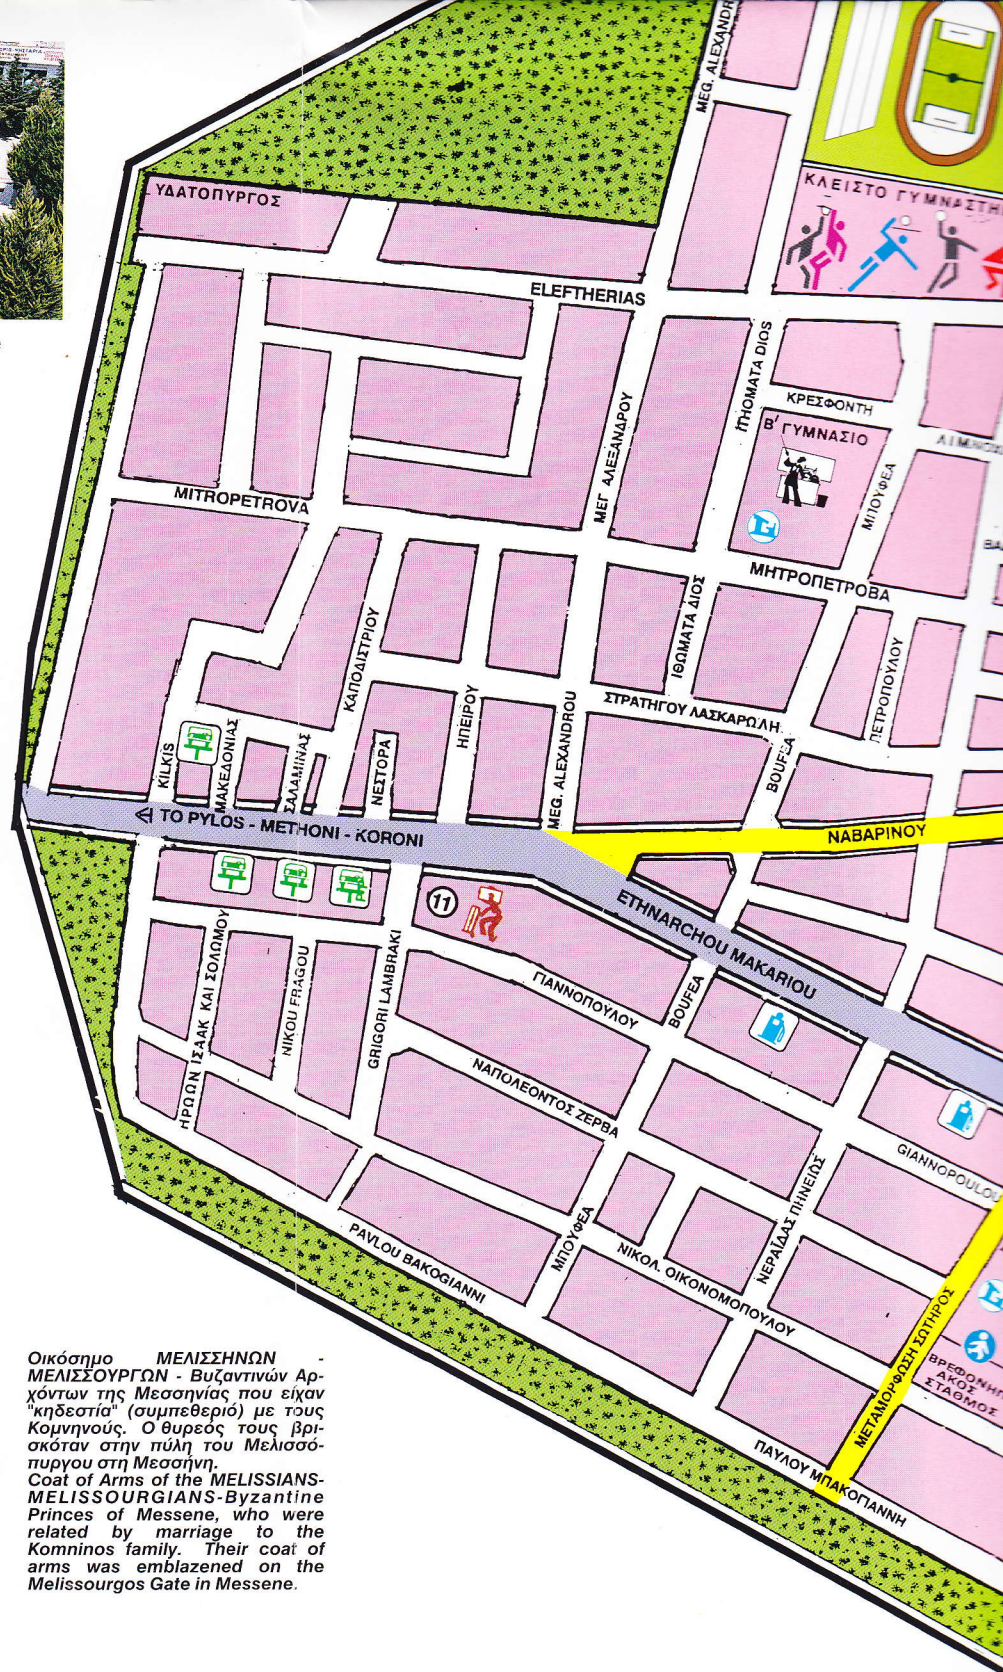 MEG. ALEXANDR
ΚΛΕΙΣΤΟ ΓΥΜΝΑΣΤΗ
ΥΔΑΤΟΠΥΡΓΟΣ
ELEFTHERIAS
ITHOMATA DIOS
ΚΡΕΣΦΟΝΤΗ
Β' ΓΥΜΝΑΣΙΟ
ΛΙΜΝΟΧ
ΜΕΓ ΑΛΕΞΑΝΔΡΟΥ
ΜΠΟΥΦΕΑ
MITROPETROVA
ΒΑ
ΜΗΤΡΟΠΕΤΡΟΒΑ
ΙΘΩΜΑΤΑ ΔΙΟΣ
ΚΑΠΟΔΙΣΤΡΙΟΥ
ΠΕΤΡΟΠΟΥΛΟΥ
ΣΤΡΑΤΗΓΟΥ ΛΑΣΚΑΡΩΛΗ
ΗΠΕΙΡΟΥ
MEG. ALEXANDROU
BOUFEA
KILKIS
ΜΑΚΕΔΟΝΙΑΣ
ΣΑΛΑΜΙΝΑΣ
ΝΕΣΤΟΡΑ
TO PYLOS - METHONI - KORONI
ΝΑΒΑΡΙΝΟΥ
11
ETHNARCHOU MAKARIOU
ΗΡΩΩΝ ΙΣΑΑΚ ΚΑΙ ΣΟΛΩΜΟΥ
NIKOU FRAGOU
GRIGORI LAMBRAKI
ΓΙΑΝΝΟΠΟΥΛΟΥ
BOUFEA
ΝΑΠΟΛΕΟΝΤΟΣ ΖΕΡΒΑ
GIANNOPOULOU
ΝΕΡΑΪΔΑΣ ΠΗΝΕΙΩΣ
ΜΠΟΥΦΕΑ
PAVLOU BAKOGIANNI
ΝΙΚΟΛ. ΟΙΚΟΝΟΜΟΠΟΥΛΟΥ
ΜΕΤΑΜΟΡΦΩΣΗ ΣΩΤΗΡΟΣ
ΒΡΕΦΟΝΗΠ
ΑΚΟΣ
ΣΤΑΘΜΟΣ
ΠΑΥΛΟΥ ΜΠΑΚΟΓΙΑΝΝΗ
Οικόσημο ΜΕΛΙΣΣΗΝΩΝ -
ΜΕΛΙΣΣΟΥΡΓΩΝ - Βυζαντινών Αρ-
χόντων της Μεσσηνίας που είχαν
"κηδεστία" (συμπεθεριό) με τους
Κομνηνούς. Ο θυρεός τους βρι-
σκόταν στην πύλη του Μελισσό-
πυργου στη Μεσσήνη.
Coat of Arms of the MELISSIANS-
MELISSOURGIANS-Byzantine
Princes of Messene, who were
related by marriage to the
Komninos family. Their coat of
arms was emblazened on the
Melissourgos Gate in Messene.